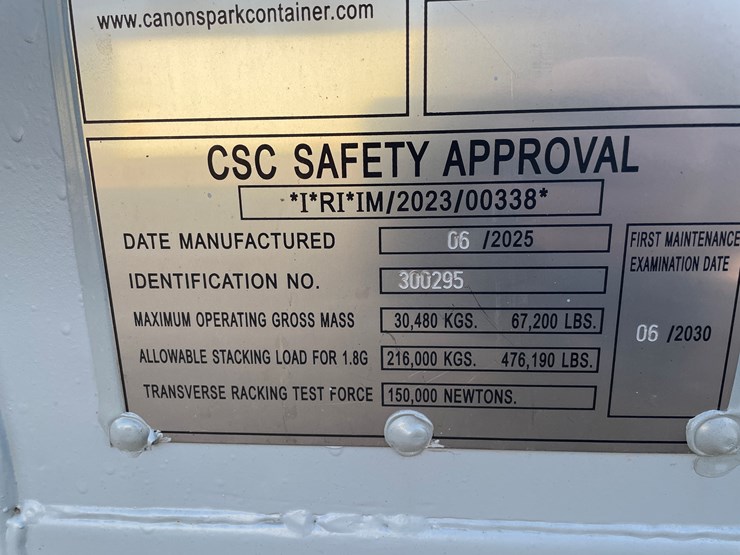 www.canonsparkcontainer.com
CSC SAFETY APPROVAL
*I*RI*IM/2023/00338*
DATE MANUFACTURED 06 /2025
IDENTIFICATION NO. 300295
MAXIMUM OPERATING GROSS MASS 30,480 KGS. 67,200 LBS.
ALLOWABLE STACKING LOAD FOR 1.8G 216,000 KGS. 476,190 LBS.
TRANSVERSE RACKING TEST FORCE 150,000 NEWTONS.
FIRST MAINTENANCE
EXAMINATION DATE
06 /2030